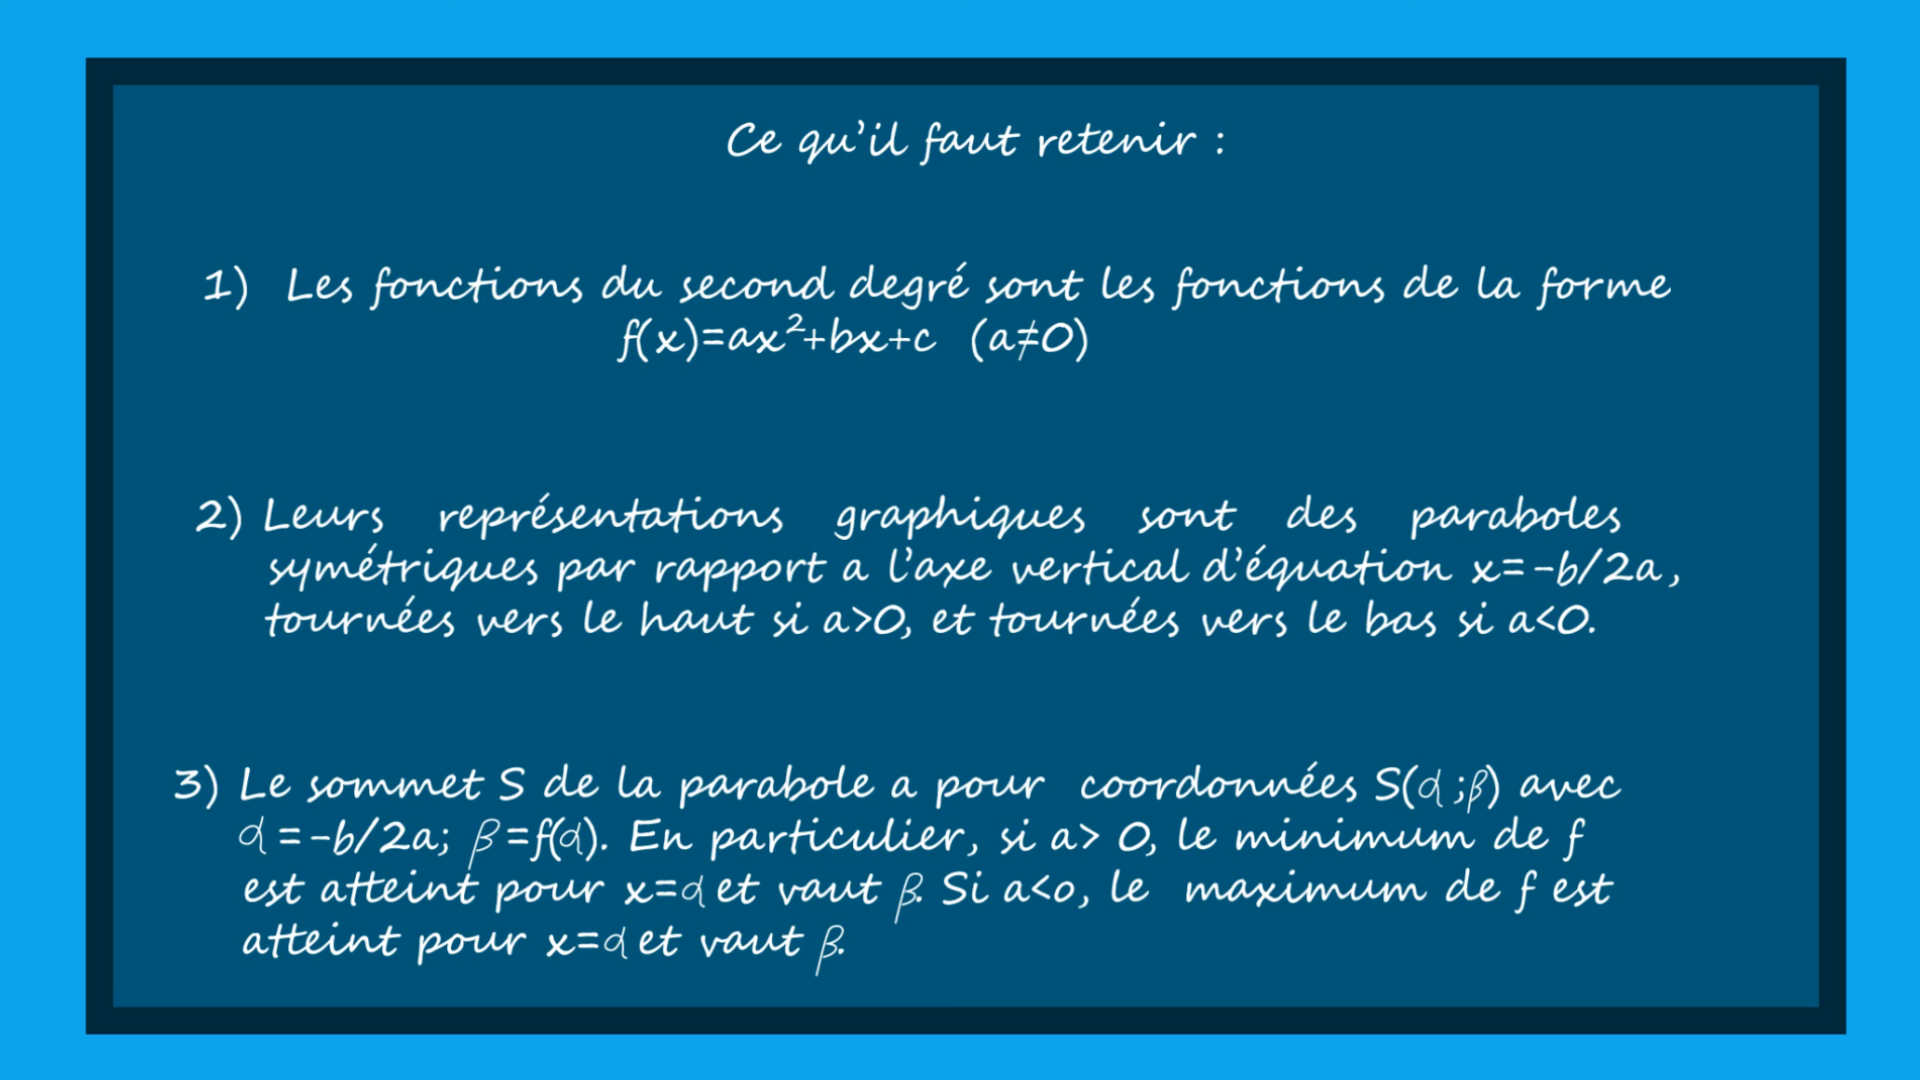 Ce qu'il faut retenir :
1) Les fonctions du second degré sont les fonctions de la forme
f(x)=ax²+bx+c (a≠0)
2) Leurs représentations graphiques sont des paraboles
symétriques par rapport a l'axe vertical d'équation x=-b/2a,
tournées vers le haut si a>0, et tournées vers le bas si a<0.
3) Le sommet S de la parabole a pour coordonnées S(α;β) avec
α=-b/2a; β=f(α). En particulier, si a> 0, le minimum de f
est atteint pour x=α et vaut β. Si a<o, le maximum de f est
atteint pour x=α et vaut β.